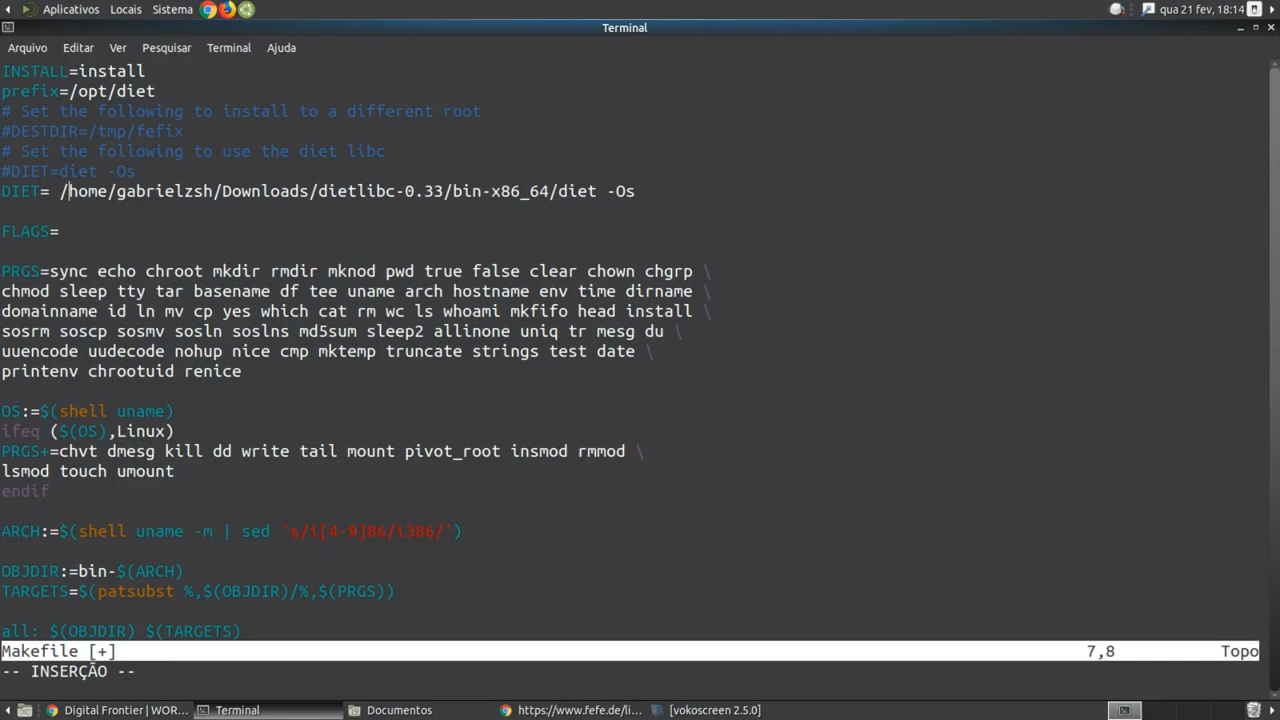 Aplicativos Locais Sistema qua 21 fev, 18:14
Terminal
Arquivo Editar Ver Pesquisar Terminal Ajuda
INSTALL=install
prefix=/opt/diet
# Set the following to install to a different root
#DESTDIR=/tmp/fefix
# Set the following to use the diet libc
#DIET=diet -Os
DIET= /home/gabrielzsh/Downloads/dietlibc-0.33/bin-x86_64/diet -Os
FLAGS=
PRGS=sync echo chroot mkdir rmdir mknod pwd true false clear chown chgrp \
chmod sleep tty tar basename df tee uname arch hostname env time dirname \
domainname id ln mv cp yes which cat rm wc ls whoami mkfifo head install \
sosrm soscp sosmv sosln soslns md5sum sleep2 allinone uniq tr mesg du \
uuencode uudecode nohup nice cmp mktemp truncate strings test date \
printenv chrootuid renice
OS:=$(shell uname)
ifeq ($(OS),Linux)
PRGS+=chvt dmesg kill dd write tail mount pivot_root insmod rmmod \
lsmod touch umount
endif
ARCH:=$(shell uname -m | sed 's/i[4-9]86/i386/')
OBJDIR:=bin-$(ARCH)
TARGETS=$(patsubst %,$(OBJDIR)/%,$(PRGS))
all: $(OBJDIR) $(TARGETS)
Makefile [+] 7,8 Topo
-- INSERÇÃO --
Digital Frontier | WOR... Terminal Documentos https://www.fefe.de/li... [vokoscreen 2.5.0]